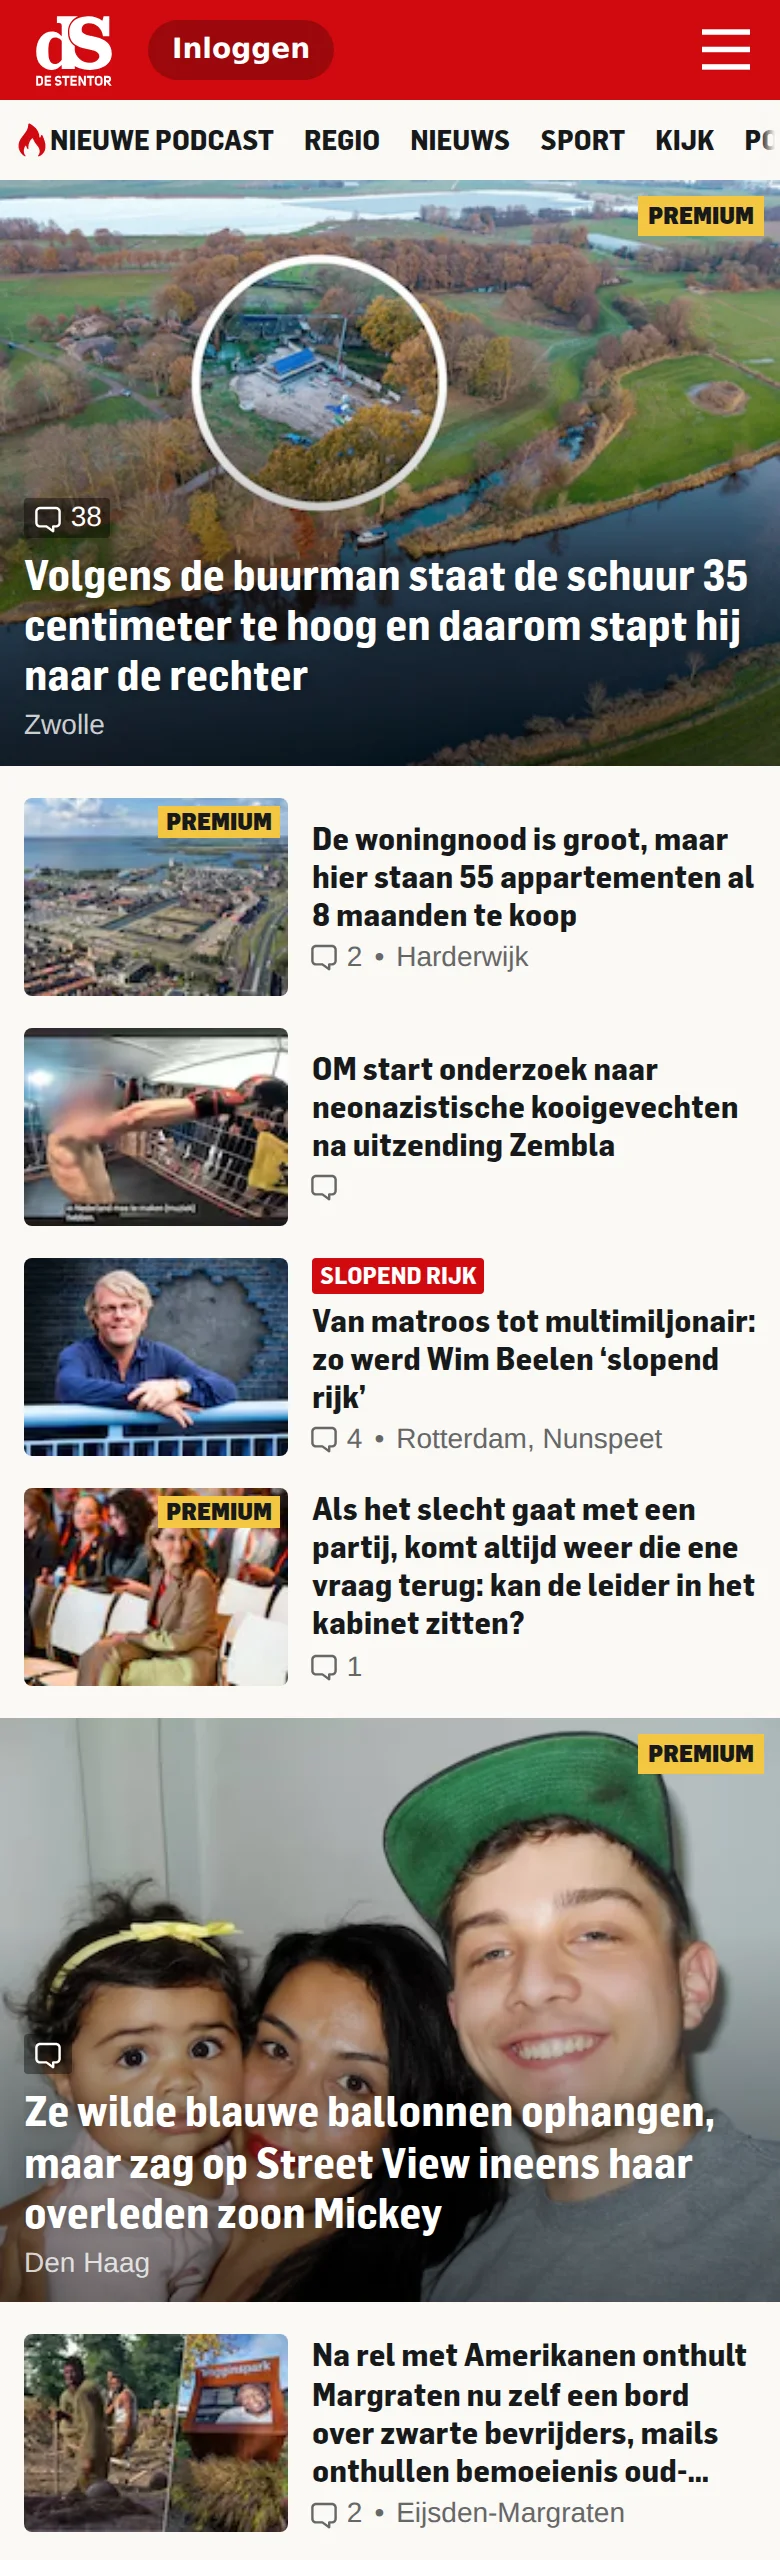 dS
DE STENTOR
Inloggen
NIEUWE PODCAST REGIO NIEUWS SPORT KIJK
PREMIUM
38
Volgens de buurman staat de schuur 35
centimeter te hoog en daarom stapt hij
naar de rechter
Zwolle
PREMIUM
De woningnood is groot, maar
hier staan 55 appartementen al
8 maanden te koop
2 • Harderwijk
OM start onderzoek naar
neonazistische kooigevechten
na uitzending Zembla
SLOPEND RIJK
Van matroos tot multimiljonair:
zo werd Wim Beelen ‘slopend
rijk’
4 • Rotterdam, Nunspeet
PREMIUM
Als het slecht gaat met een
partij, komt altijd weer die ene
vraag terug: kan de leider in het
kabinet zitten?
1
PREMIUM
Ze wilde blauwe ballonnen ophangen,
maar zag op Street View ineens haar
overleden zoon Mickey
Den Haag
Na rel met Amerikanen onthult
Margraten nu zelf een bord
over zwarte bevrijders, mails
onthullen bemoeienis oud-...
2 • Eijsden-Margraten